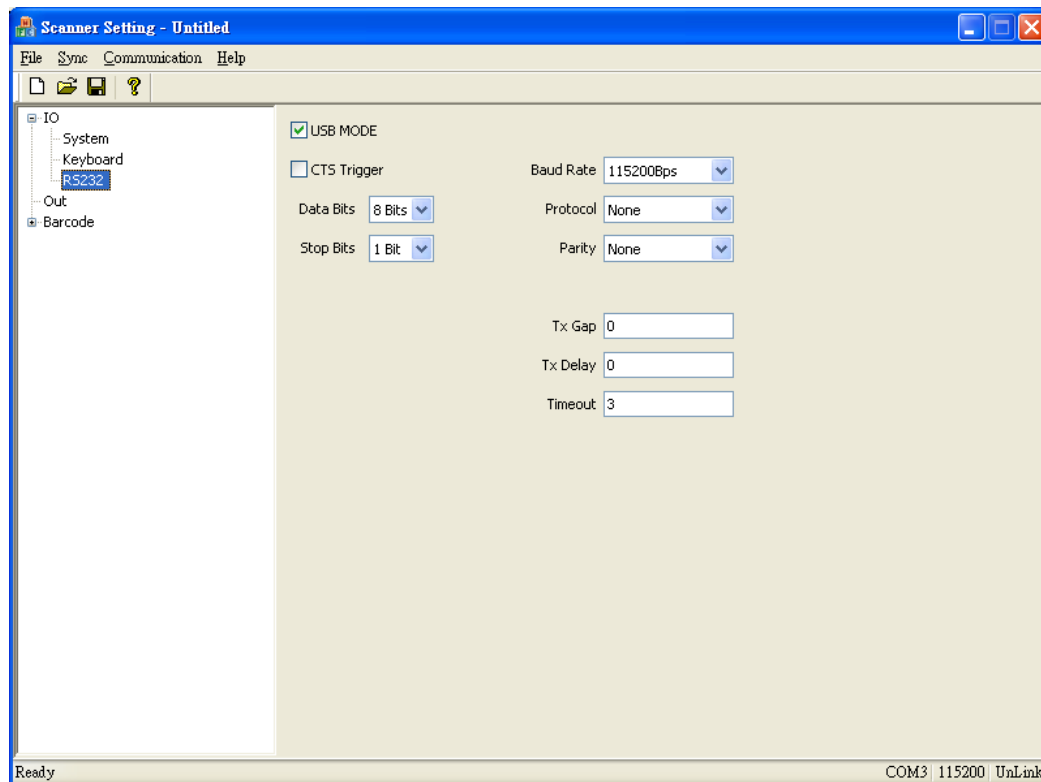 Scanner Setting - Untitled
File Sync Communication Help
IO
System
Keyboard
RS232
Out
Barcode
USB MODE
CTS Trigger
Baud Rate 115200Bps
Data Bits 8 Bits
Protocol None
Stop Bits 1 Bit
Parity None
Tx Gap 0
Tx Delay 0
Timeout 3
Ready
COM3 115200 UnLink